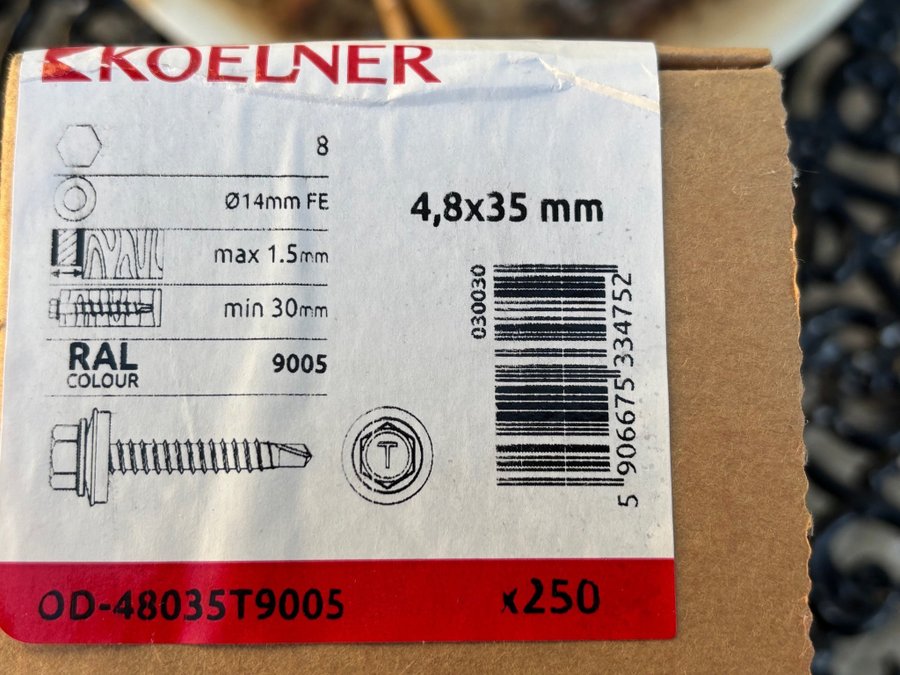 KOELNER
8
Ø14mm FE
max 1.5mm
min 30mm
RAL
COLOUR
9005
T
4,8x35 mm
030030
5 906675 334752
OD-48035T9005
x250